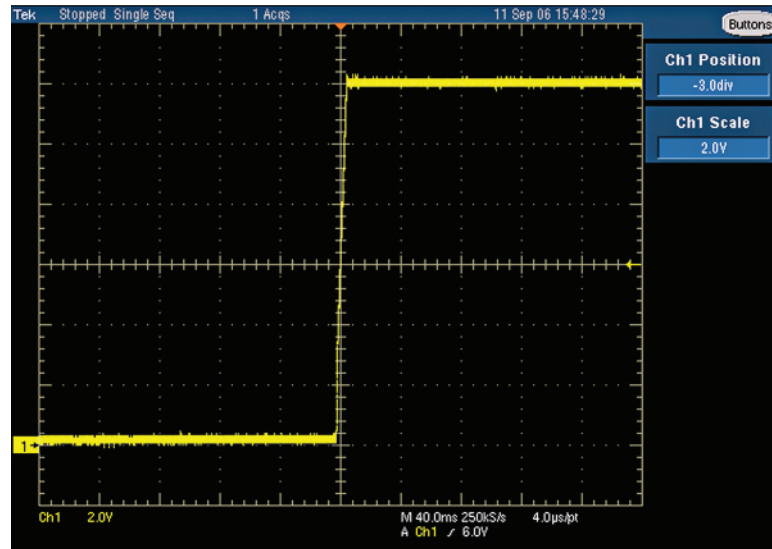 Tek Stopped Single Seq 1 Acqs 11 Sep 06 15:48:29
Buttons
Ch1 Position
-3.0div
Ch1 Scale
2.0V
1
Ch1 2.0V M 40.0ms 250kS/s 4.0µs/pt
A Ch1 ∕ 6.0V